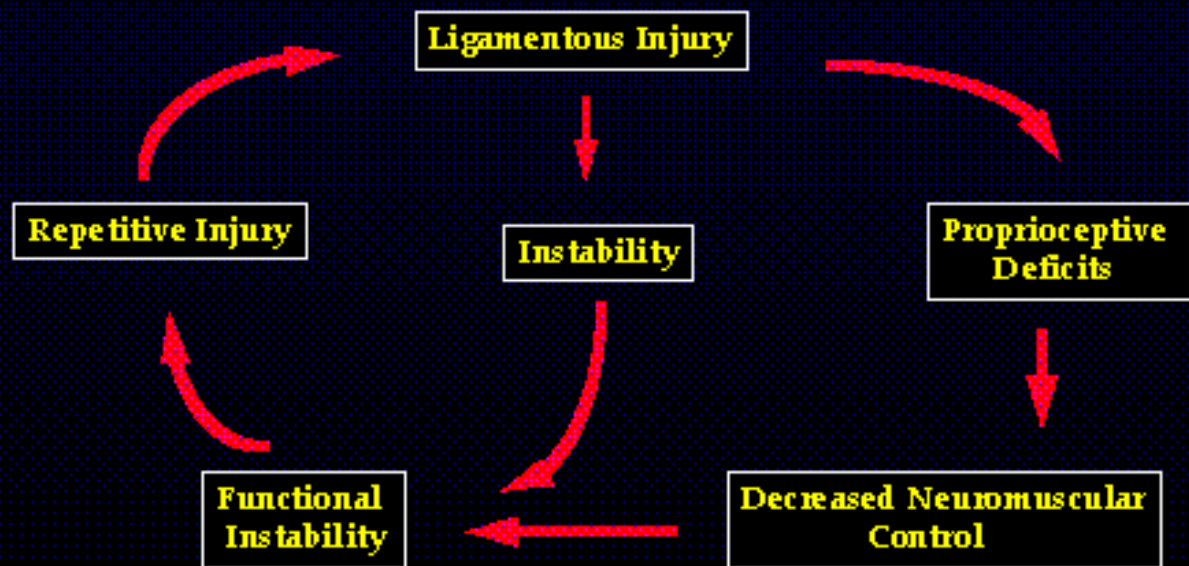 Ligamentous Injury
Repetitive Injury
Instability
Proprioceptive
Deficits
Functional
Instability
Decreased Neuromuscular
Control